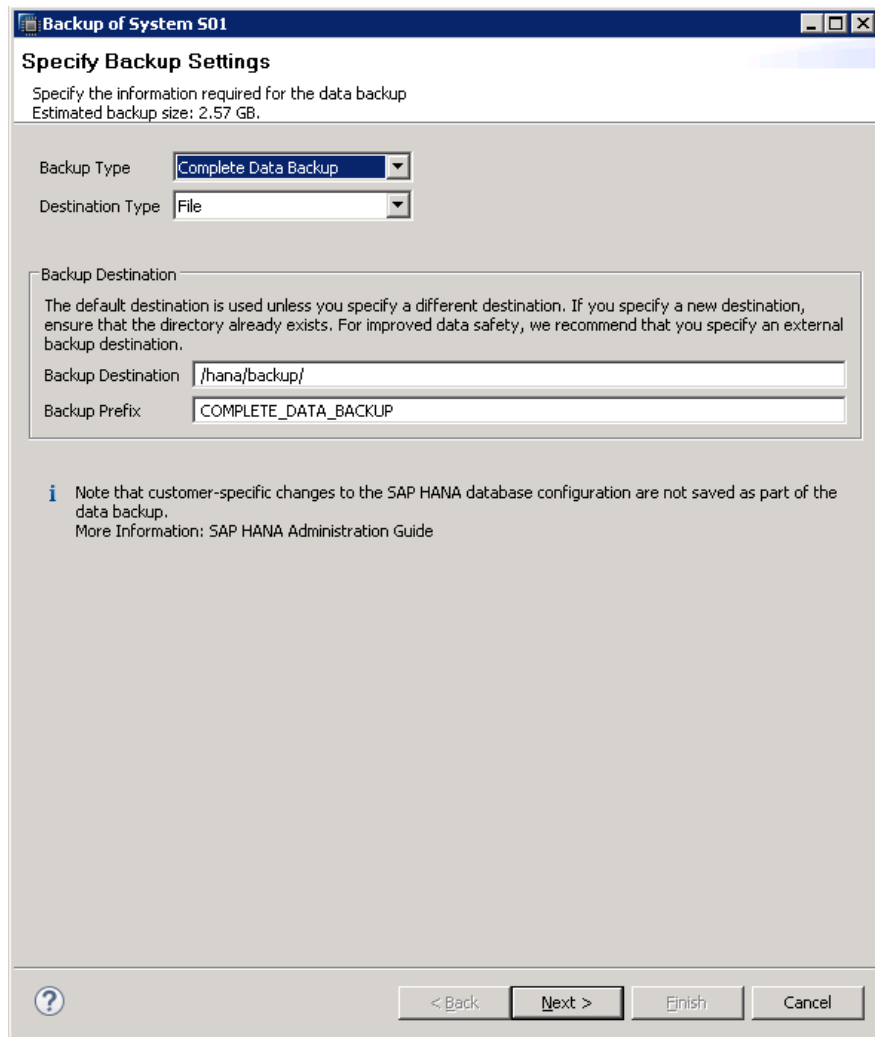 Backup of System S01
Specify Backup Settings
Specify the information required for the data backup
Estimated backup size: 2.57 GB.
Backup Type Complete Data Backup
Destination Type File
Backup Destination
The default destination is used unless you specify a different destination. If you specify a new destination,
ensure that the directory already exists. For improved data safety, we recommend that you specify an external
backup destination.
Backup Destination /hana/backup/
Backup Prefix COMPLETE_DATA_BACKUP
i Note that customer-specific changes to the SAP HANA database configuration are not saved as part of the
data backup.
More Information: SAP HANA Administration Guide
? < Back Next > Finish Cancel